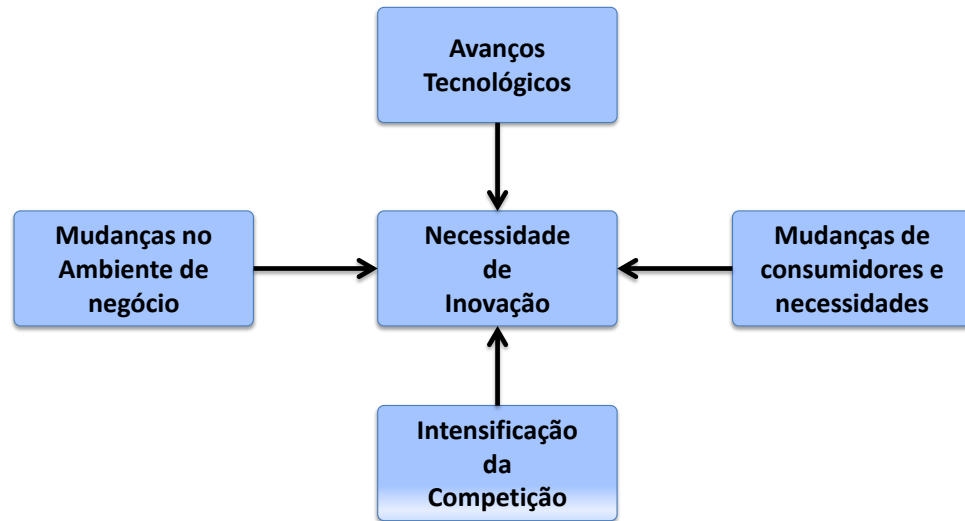 Avanços
Tecnológicos
Mudanças no
Ambiente de
negócio
Necessidade
de
Inovação
Mudanças de
consumidores e
necessidades
Intensificação
da
Competição